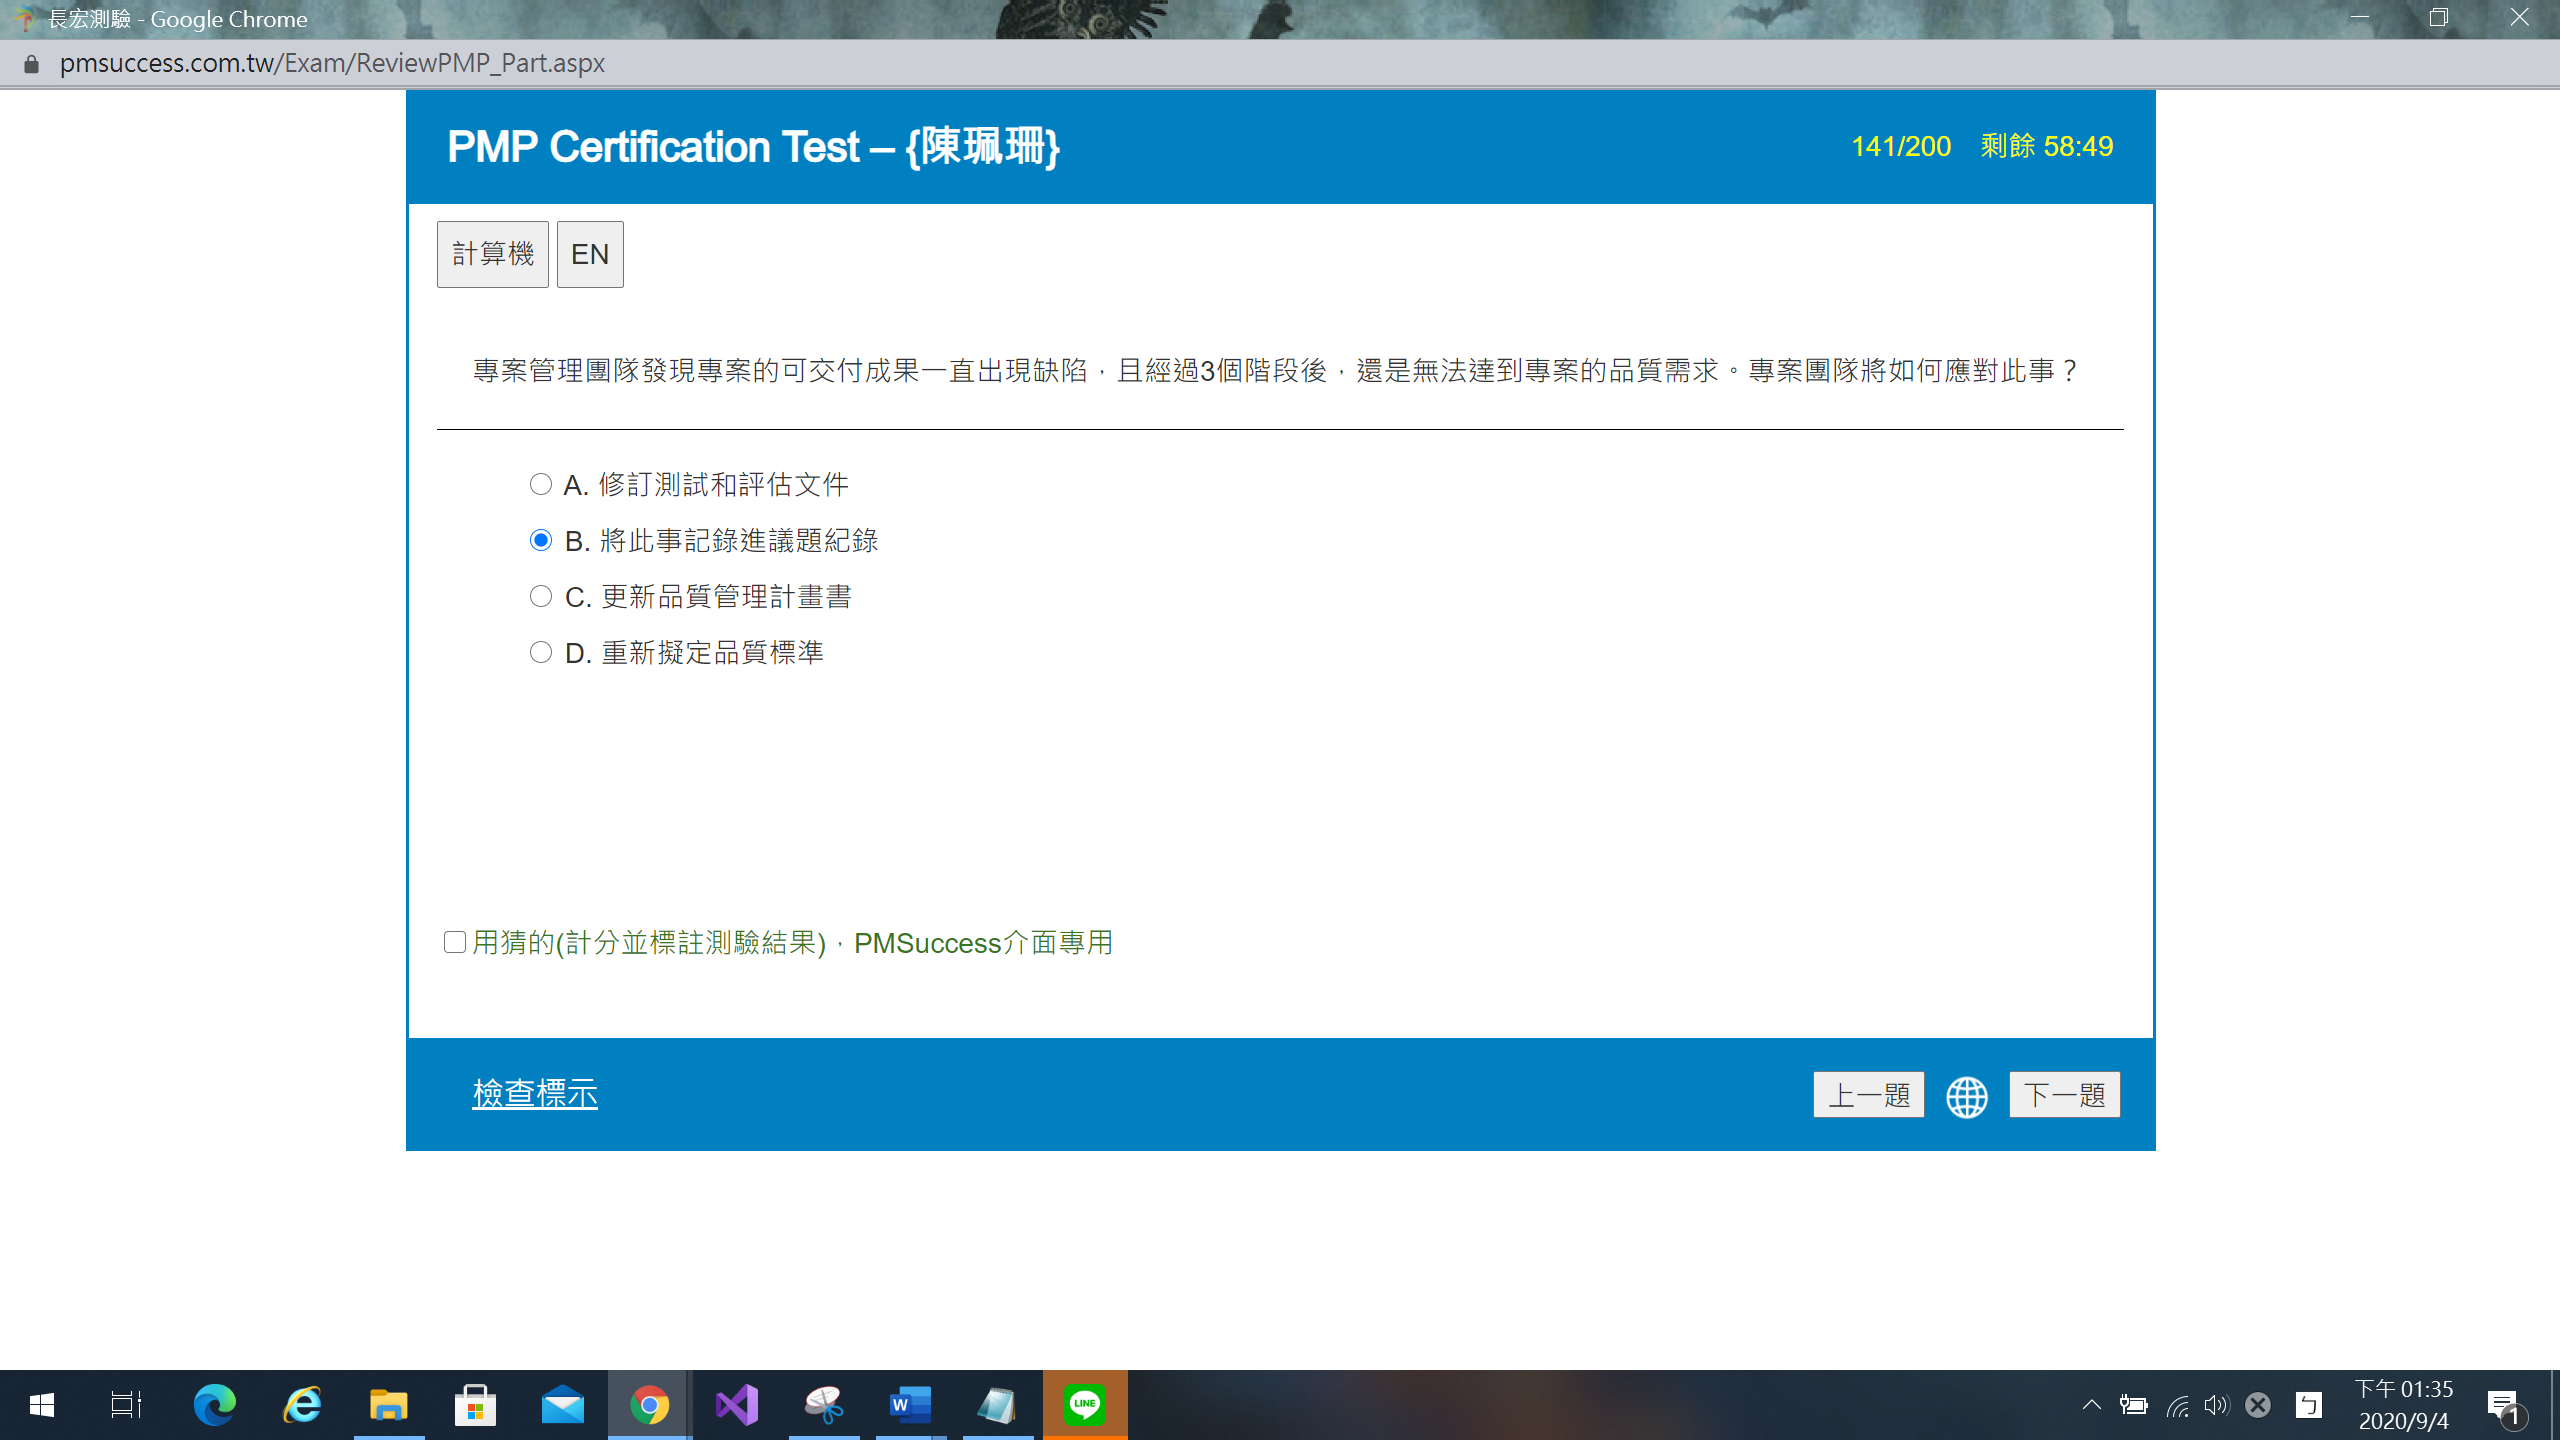 長宏測驗 - Google Chrome
pmsuccess.com.tw/Exam/ReviewPMP_Part.aspx
PMP Certification Test – {陳珮珊}
141/200 剩餘 58:49
計算機 EN
專案管理團隊發現專案的可交付成果一直出現缺陷，且經過3個階段後，還是無法達到專案的品質需求。專案團隊將如何應對此事？
A. 修訂測試和評估文件
B. 將此事記錄進議題紀錄
C. 更新品質管理計畫書
D. 重新擬定品質標準
用猜的(計分並標註測驗結果)，PMSuccess介面專用
檢查標示
上一題 下一題
W
LINE
ㄅ
下午 01:35
2020/9/4
1